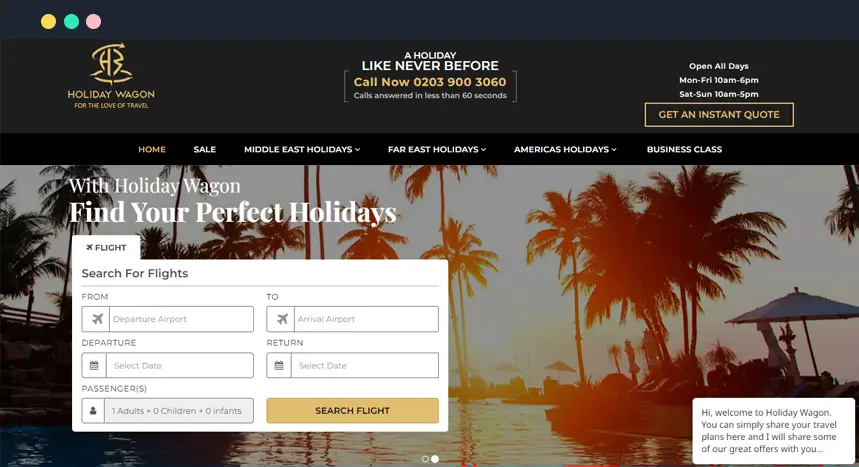 HOLIDAY WAGON
FOR THE LOVE OF TRAVEL
A HOLIDAY
LIKE NEVER BEFORE
Call Now 0203 900 3060
Calls answered in less than 60 seconds
Open All Days
Mon-Fri 10am-6pm
Sat-Sun 10am-5pm
GET AN INSTANT QUOTE
HOME SALE MIDDLE EAST HOLIDAYS FAR EAST HOLIDAYS AMERICAS HOLIDAYS BUSINESS CLASS
With Holiday Wagon
Find Your Perfect Holidays
FLIGHT
Search For Flights
FROM TO
Departure Airport Arrival Airport
DEPARTURE RETURN
Select Date Select Date
PASSENGER(S)
1 Adults + 0 Children + 0 infants SEARCH FLIGHT
Hi, welcome to Holiday Wagon.
You can simply share your travel
plans here and I will share some
of our great offers with you...